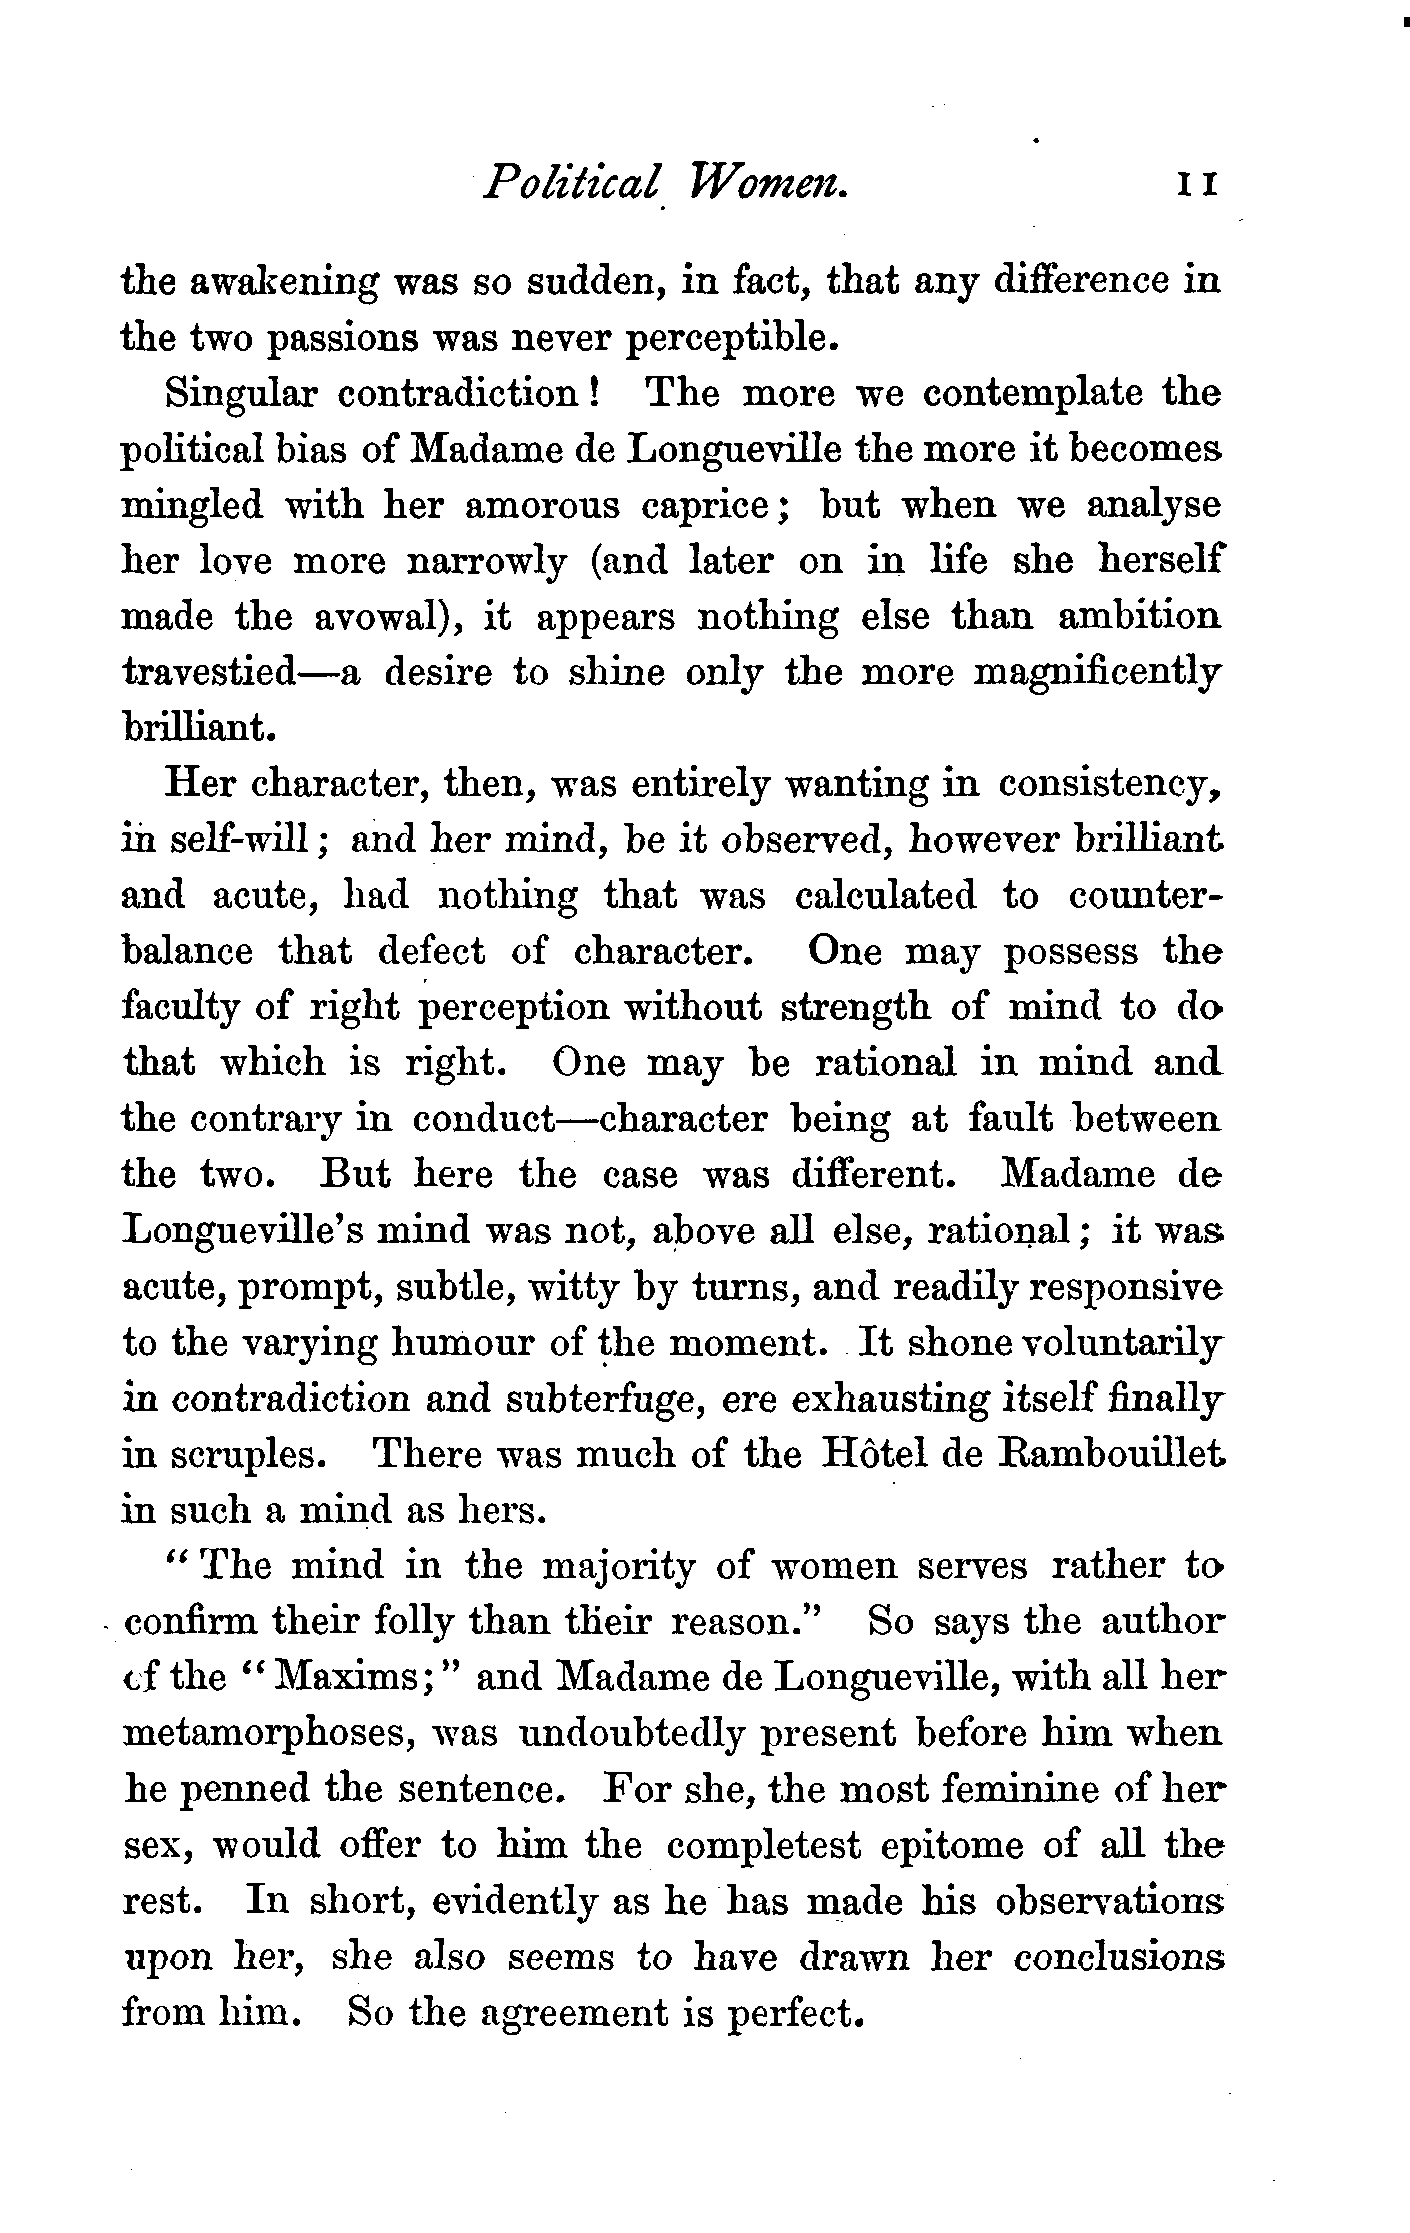 Political Women. 11
the awakening was so sudden, in fact, that any difference in
the two passions was never perceptible.
Singular contradiction! The more we contemplate the
political bias of Madame de Longueville the more it becomes
mingled with her amorous caprice; but when we analyse
her love more narrowly (and later on in life she herself
made the avowal), it appears nothing else than ambition
travestied—a desire to shine only the more magnificently
brilliant.
Her character, then, was entirely wanting in consistency,
in self-will; and her mind, be it observed, however brilliant
and acute, had nothing that was calculated to counter-
balance that defect of character. One may possess the
faculty of right perception without strength of mind to do
that which is right. One may be rational in mind and
the contrary in conduct—character being at fault between
the two. But here the case was different. Madame de
Longueville's mind was not, above all else, rational; it was
acute, prompt, subtle, witty by turns, and readily responsive
to the varying humour of the moment. It shone voluntarily
in contradiction and subterfuge, ere exhausting itself finally
in scruples. There was much of the Hôtel de Rambouillet
in such a mind as hers.
"The mind in the majority of women serves rather to
confirm their folly than their reason." So says the author
of the "Maxims;" and Madame de Longueville, with all her
metamorphoses, was undoubtedly present before him when
he penned the sentence. For she, the most feminine of her
sex, would offer to him the completest epitome of all the
rest. In short, evidently as he has made his observations
upon her, she also seems to have drawn her conclusions
from him. So the agreement is perfect.